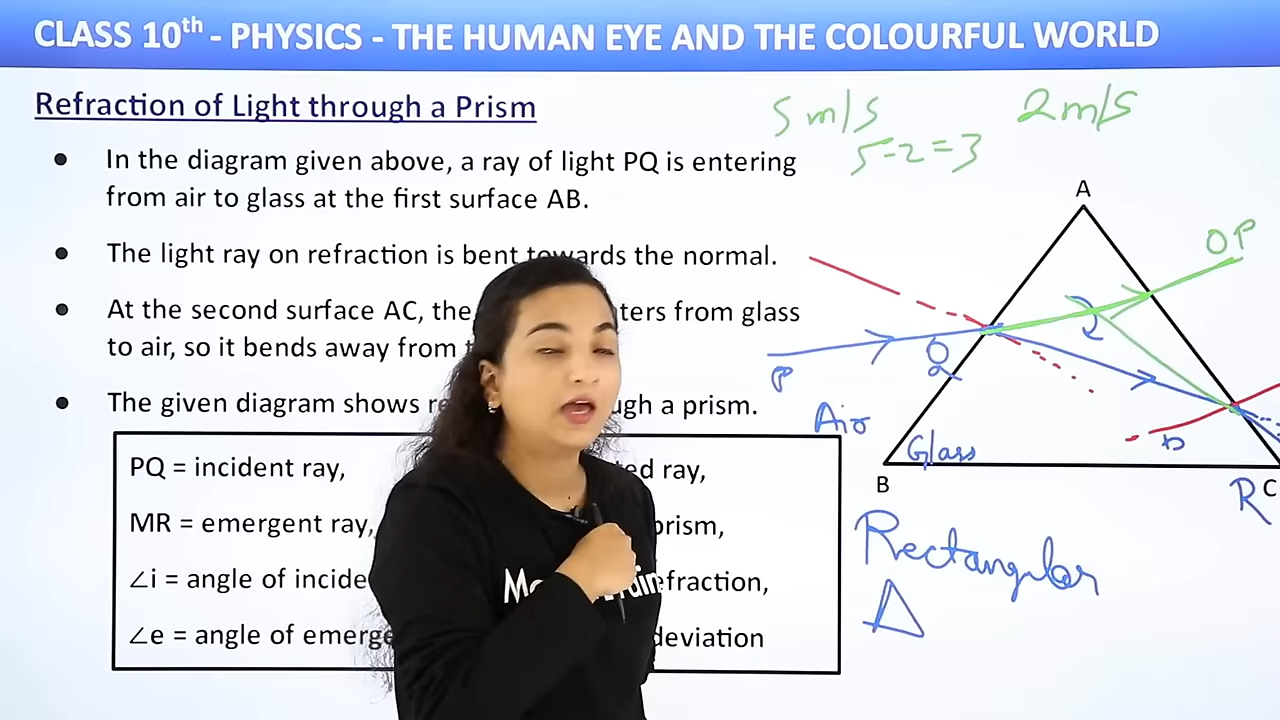 CLASS 10th - PHYSICS - THE HUMAN EYE AND THE COLOURFUL WORLD
Refraction of Light through a Prism
5 m/s
2 m/s
5-2=3
• In the diagram given above, a ray of light PQ is entering
from air to glass at the first surface AB.
• The light ray on refraction is bent towards the normal.
• At the second surface AC, the ters from glass
to air, so it bends away from
• The given diagram shows ugh a prism.
PQ = incident ray, ed ray,
MR = emergent ray, prism,
∠i = angle of incide efraction,
∠e = angle of emerge deviation
A
OP
P
Q
Air
Glass
B
C
R
Rectangular